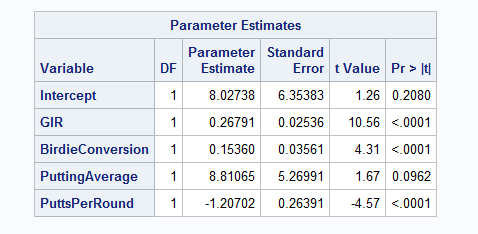 Parameter Estimates
Variable DF Parameter Estimate Standard Error t Value Pr > |t|
Intercept 1 8.02738 6.35383 1.26 0.2080
GIR 1 0.26791 0.02536 10.56 <.0001
BirdieConversion 1 0.15360 0.03561 4.31 <.0001
PuttingAverage 1 8.81065 5.26991 1.67 0.0962
PuttsPerRound 1 -1.20702 0.26391 -4.57 <.0001